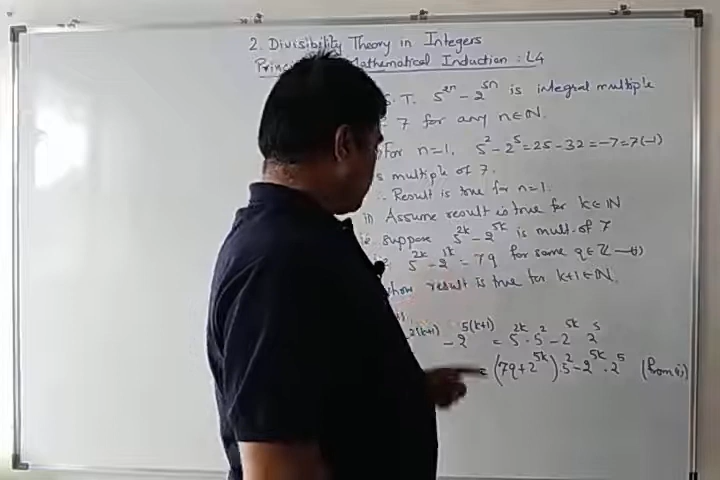 2. Divisibility Theory in Integers
Mathematical Induction : L4
S.T. 5^{2n} - 2^{5n} is integral multiple
7 for any n∈ℕ.
For n=1, 5^2 - 2^5 = 25 - 32 = -7 = 7(-1)
is multiple of 7.
∴ Result is true for n=1.
ii) Assume result is true for k∈ℕ
i.e. suppose 5^{2k} - 2^{5k} is mult. of 7
5^{2k} - 2^{5k} = 7q for some q∈ℤ —(1)
show result is true for k+1∈ℕ.
^{2(k+1)} - 2^{5(k+1)} = 5^{2k}·5^2 - 2^{5k} 2^5
= (7q + 2^{5k})·5^2 - 2^{5k}·2^5 (from (1))